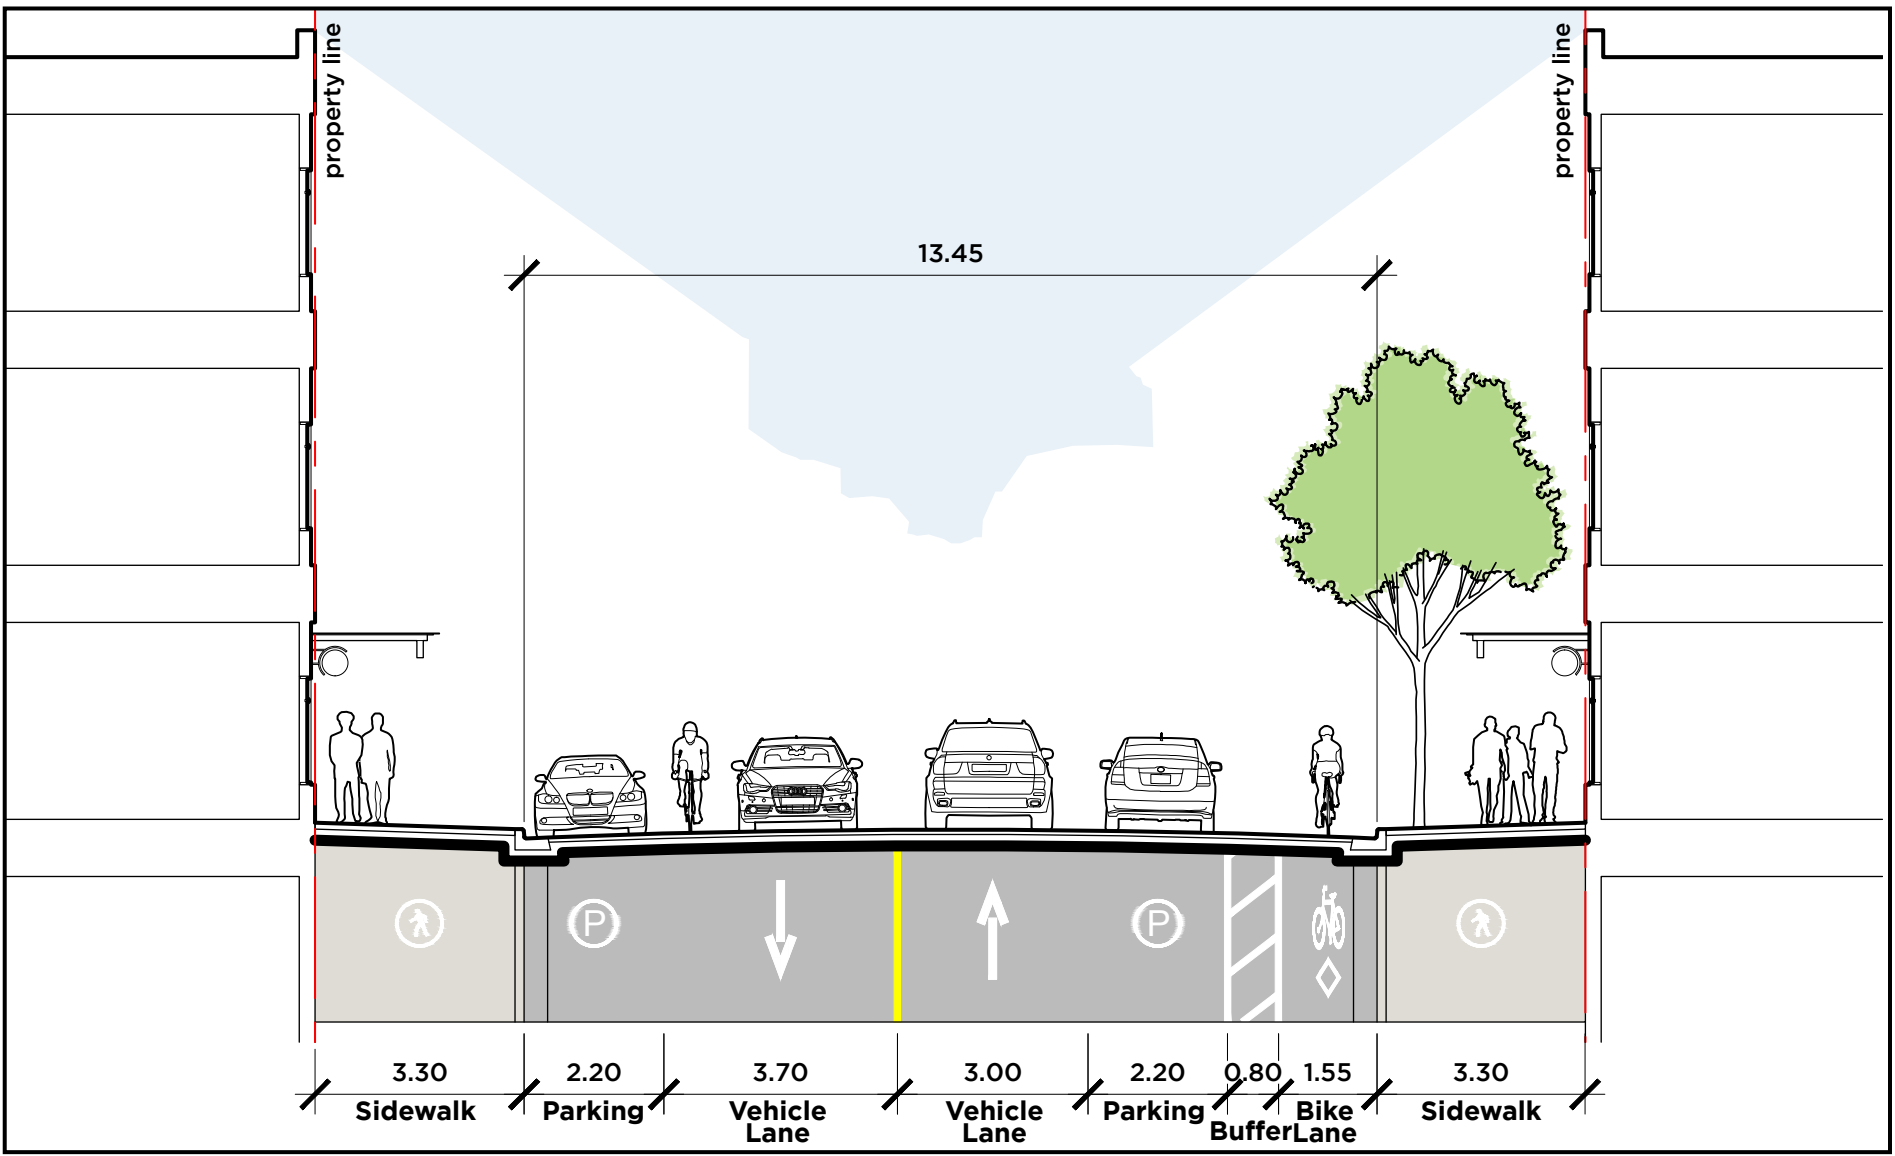 property line
property line
13.45
P
P
3.30 2.20 3.70 3.00 2.20 0.80 1.55 3.30
Sidewalk Parking Vehicle Lane Vehicle Lane Parking Buffer Bike Lane Sidewalk